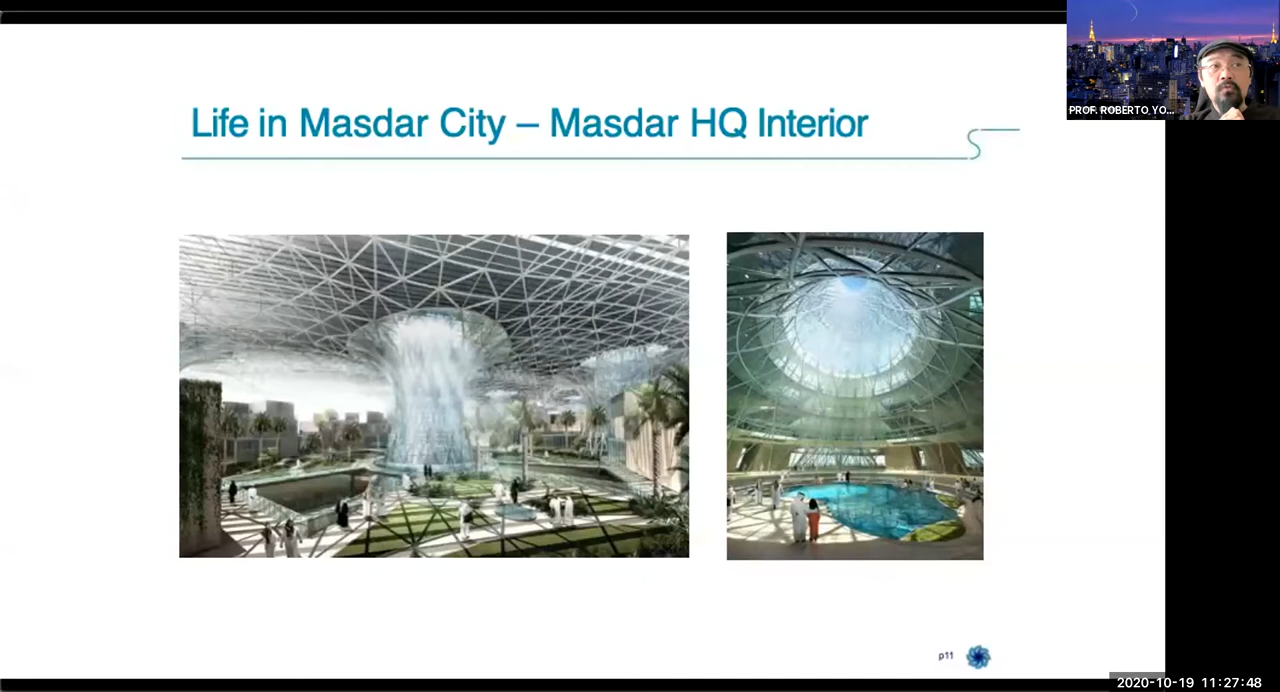 Life in Masdar City – Masdar HQ Interior
PROF. ROBERTO YO...
p11
2020-10-19 11:27:48